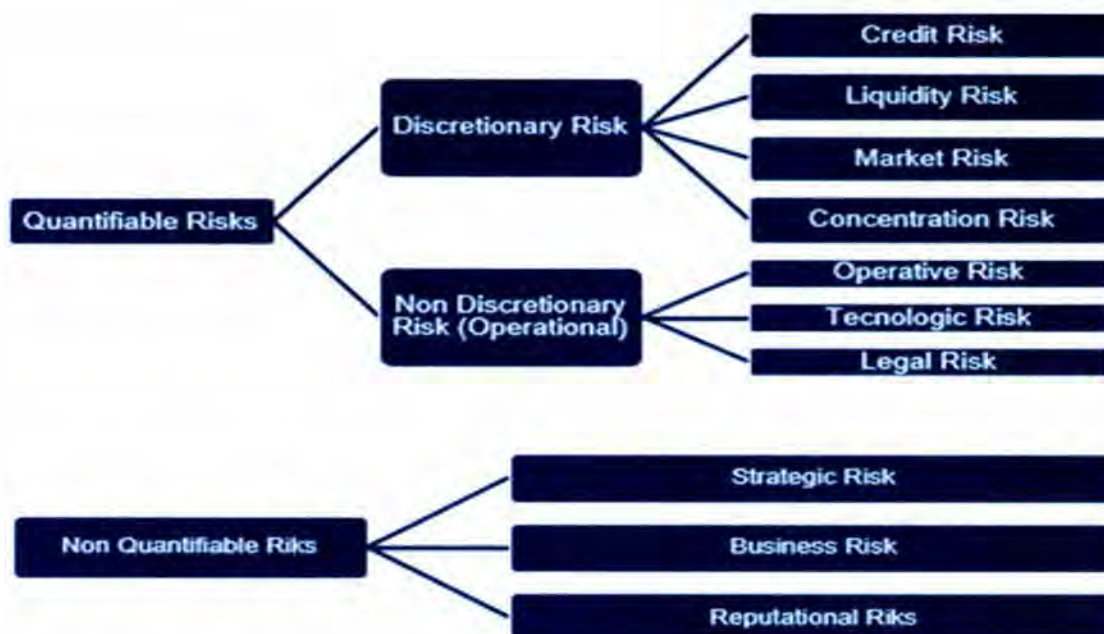 Credit Risk
Discretionary Risk
Liquidity Risk
Market Risk
Quantifiable Risks
Concentration Risk
Non Discretionary
Risk (Operational)
Operative Risk
Tecnologic Risk
Legal Risk
Strategic Risk
Non Quantifiable Riks
Business Risk
Reputational Riks